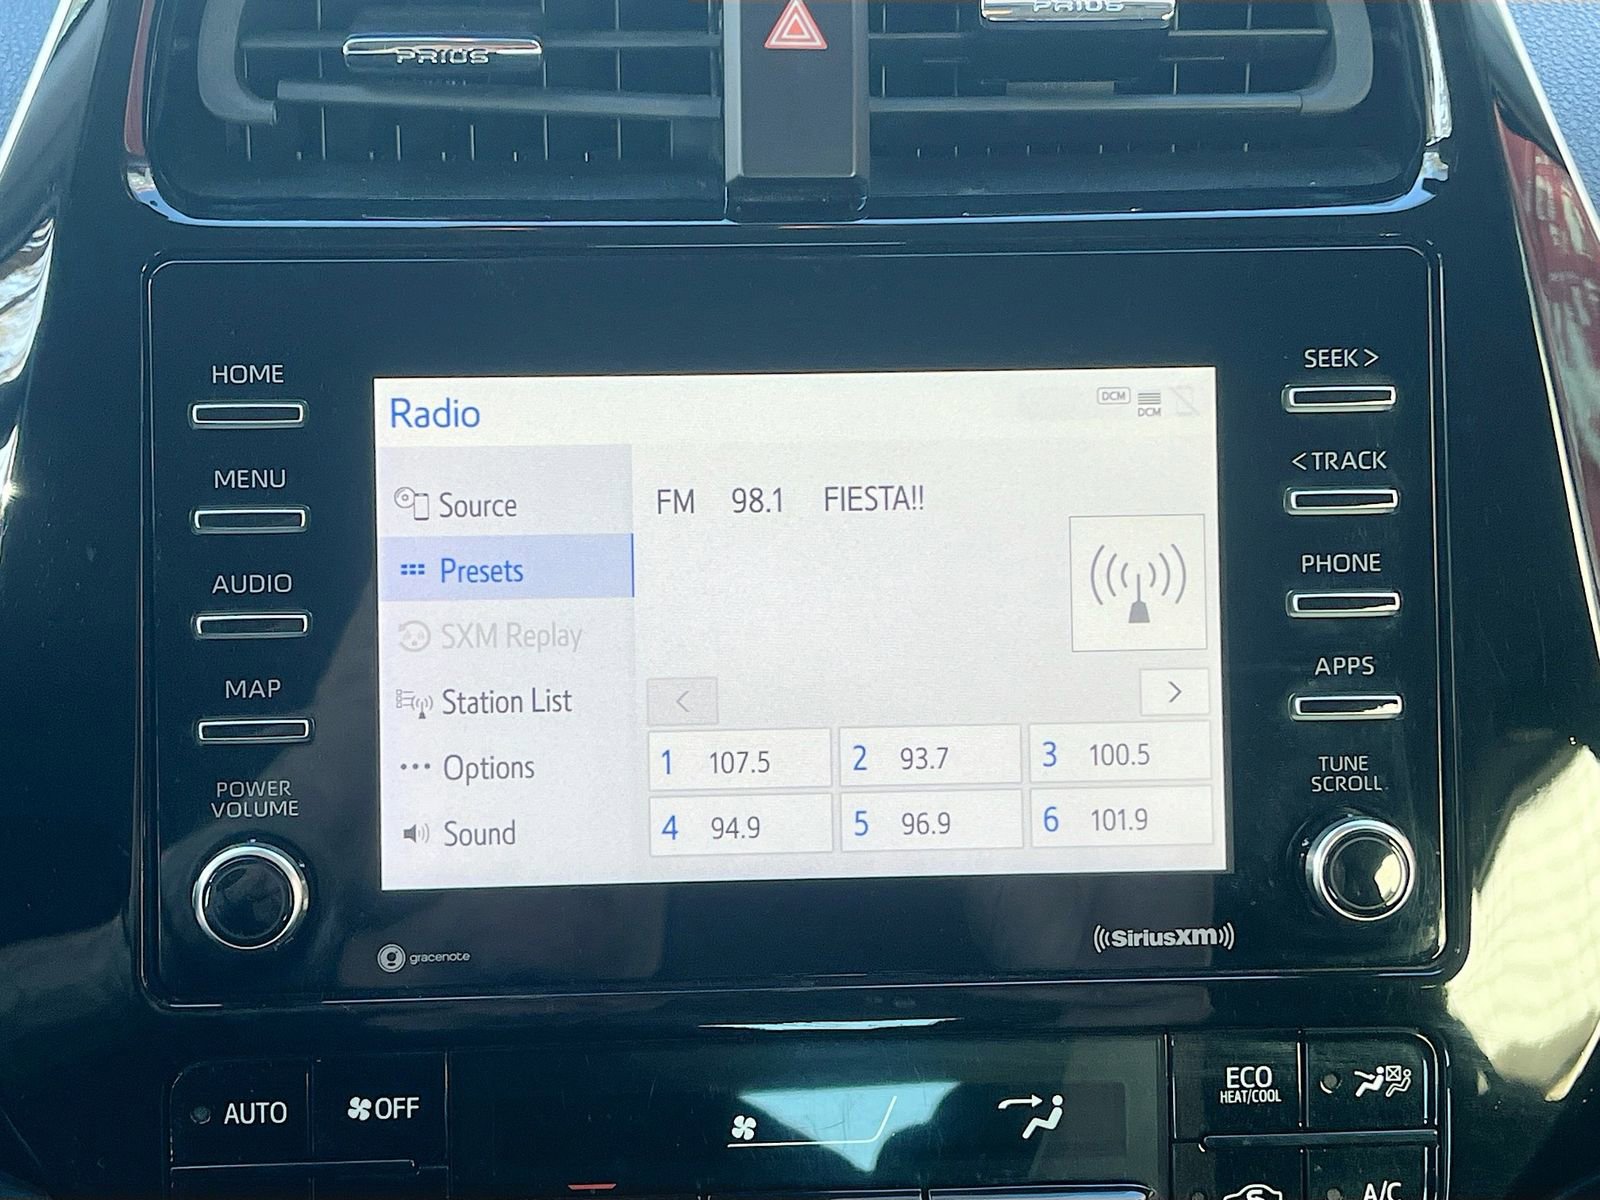 PRIUS
PRIUS
HOME
MENU
AUDIO
MAP
POWER
VOLUME
Radio
DCM
DCM
Source
Presets
SXM Replay
Station List
Options
Sound
FM 98.1 FIESTA!!
<
>
1 107.5
2 93.7
3 100.5
4 94.9
5 96.9
6 101.9
SEEK >
< TRACK
PHONE
APPS
TUNE
SCROLL
gracenote
SiriusXM
AUTO
OFF
ECO
HEAT/COOL
A/C